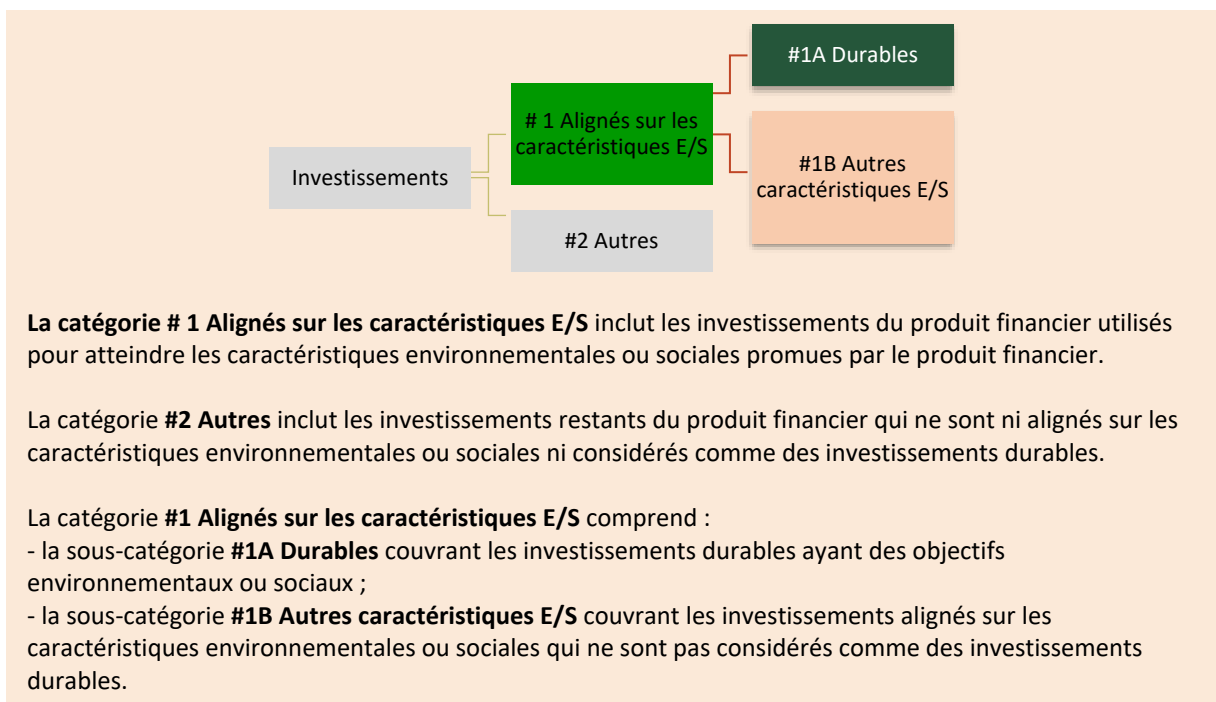 #1A Durables
# 1 Alignés sur les
caractéristiques E/S
#1B Autres
caractéristiques E/S
Investissements
#2 Autres
La catégorie # 1 Alignés sur les caractéristiques E/S inclut les investissements du produit financier utilisés
pour atteindre les caractéristiques environnementales ou sociales promues par le produit financier.
La catégorie #2 Autres inclut les investissements restants du produit financier qui ne sont ni alignés sur les
caractéristiques environnementales ou sociales ni considérés comme des investissements durables.
La catégorie #1 Alignés sur les caractéristiques E/S comprend :
- la sous-catégorie #1A Durables couvrant les investissements durables ayant des objectifs
environnementaux ou sociaux ;
- la sous-catégorie #1B Autres caractéristiques E/S couvrant les investissements alignés sur les
caractéristiques environnementales ou sociales qui ne sont pas considérés comme des investissements
durables.